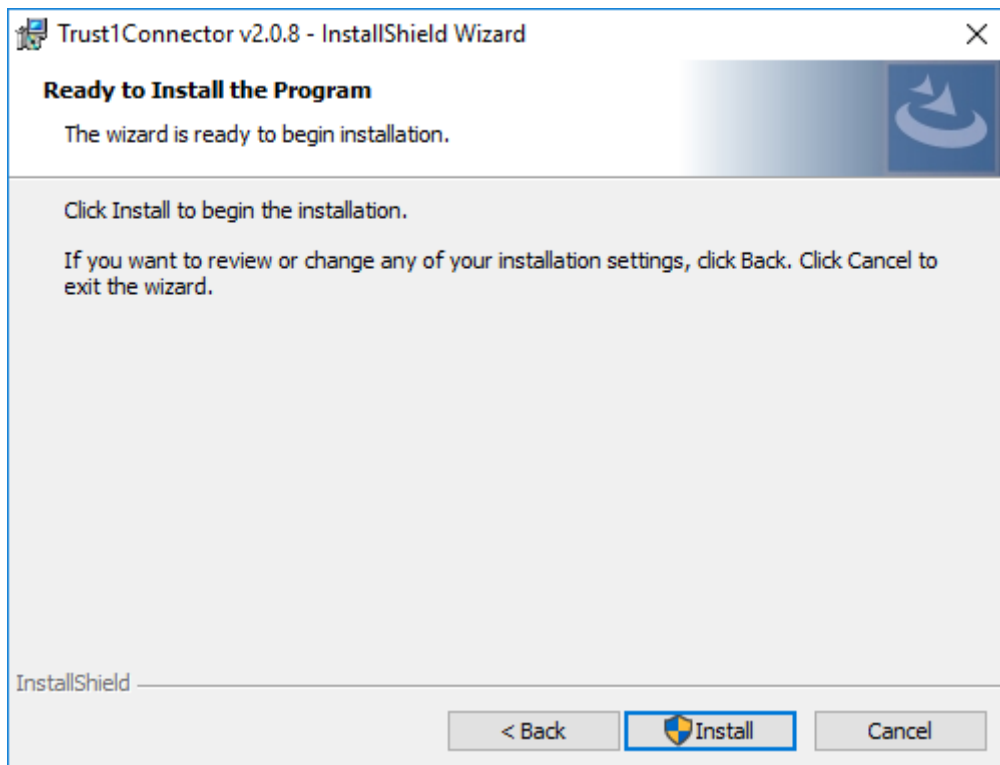 Trust1Connector v2.0.8 - InstallShield Wizard
Ready to Install the Program
The wizard is ready to begin installation.
Click Install to begin the installation.
If you want to review or change any of your installation settings, click Back. Click Cancel to
exit the wizard.
InstallShield
< Back
Install
Cancel